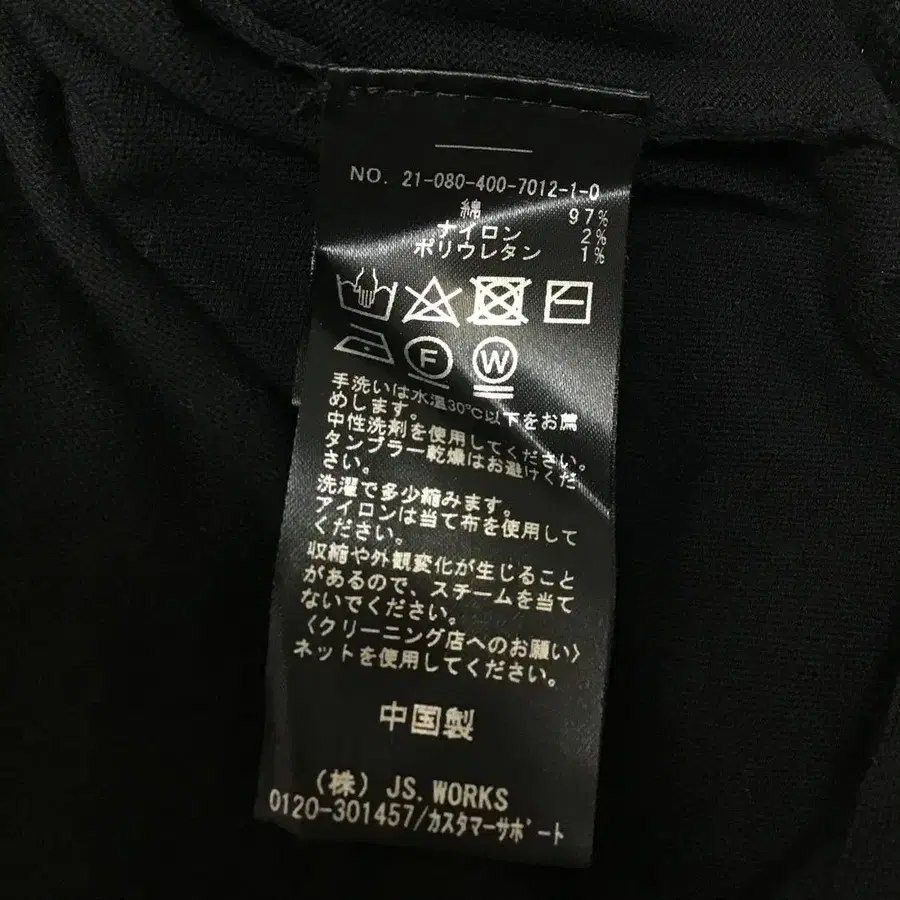 NO. 21-080-400-7012-1-0
綿 97%
ナイロン 2%
ポリウレタン 1%
F W
手洗いは水温30℃以下をお薦
めします。
中性洗剤を使用してください。
タンブラー乾燥はお避けくだ
さい。
洗濯で多少縮みます。
アイロンは当て布を使用して
ください。
収縮や外観変化が生じること
があるので、スチームを当て
ないでください。
〈クリーニング店へのお願い〉
ネットを使用してください。
中国製
(株) JS. WORKS
0120-301457/カスタマーサポート